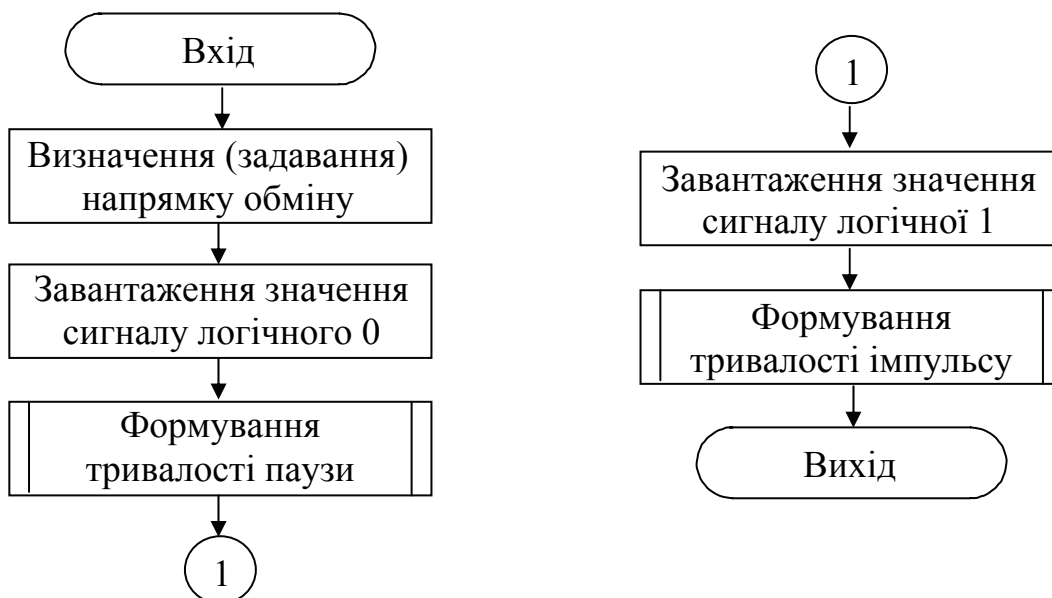 Вхід
Визначення (задавання)
напрямку обміну
Завантаження значення
сигналу логічного 0
Формування
тривалості паузи
1
1
Завантаження значення
сигналу логічної 1
Формування
тривалості імпульсу
Вихід